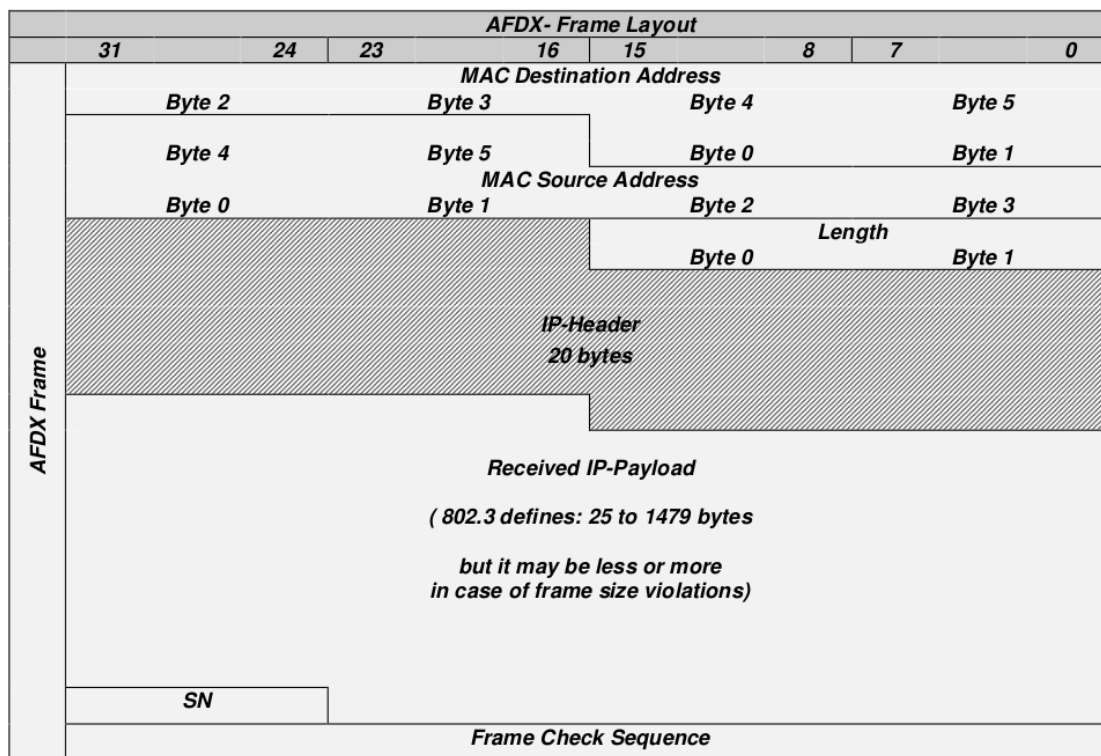 AFDX- Frame Layout
31 24 23 16 15 8 7 0
MAC Destination Address
Byte 2 Byte 3 Byte 4 Byte 5
Byte 4 Byte 5 Byte 0 Byte 1
MAC Source Address
Byte 0 Byte 1 Byte 2 Byte 3
Length
Byte 0 Byte 1
IP-Header
20 bytes
AFDX Frame
Received IP-Payload
( 802.3 defines: 25 to 1479 bytes
but it may be less or more
in case of frame size violations)
SN
Frame Check Sequence